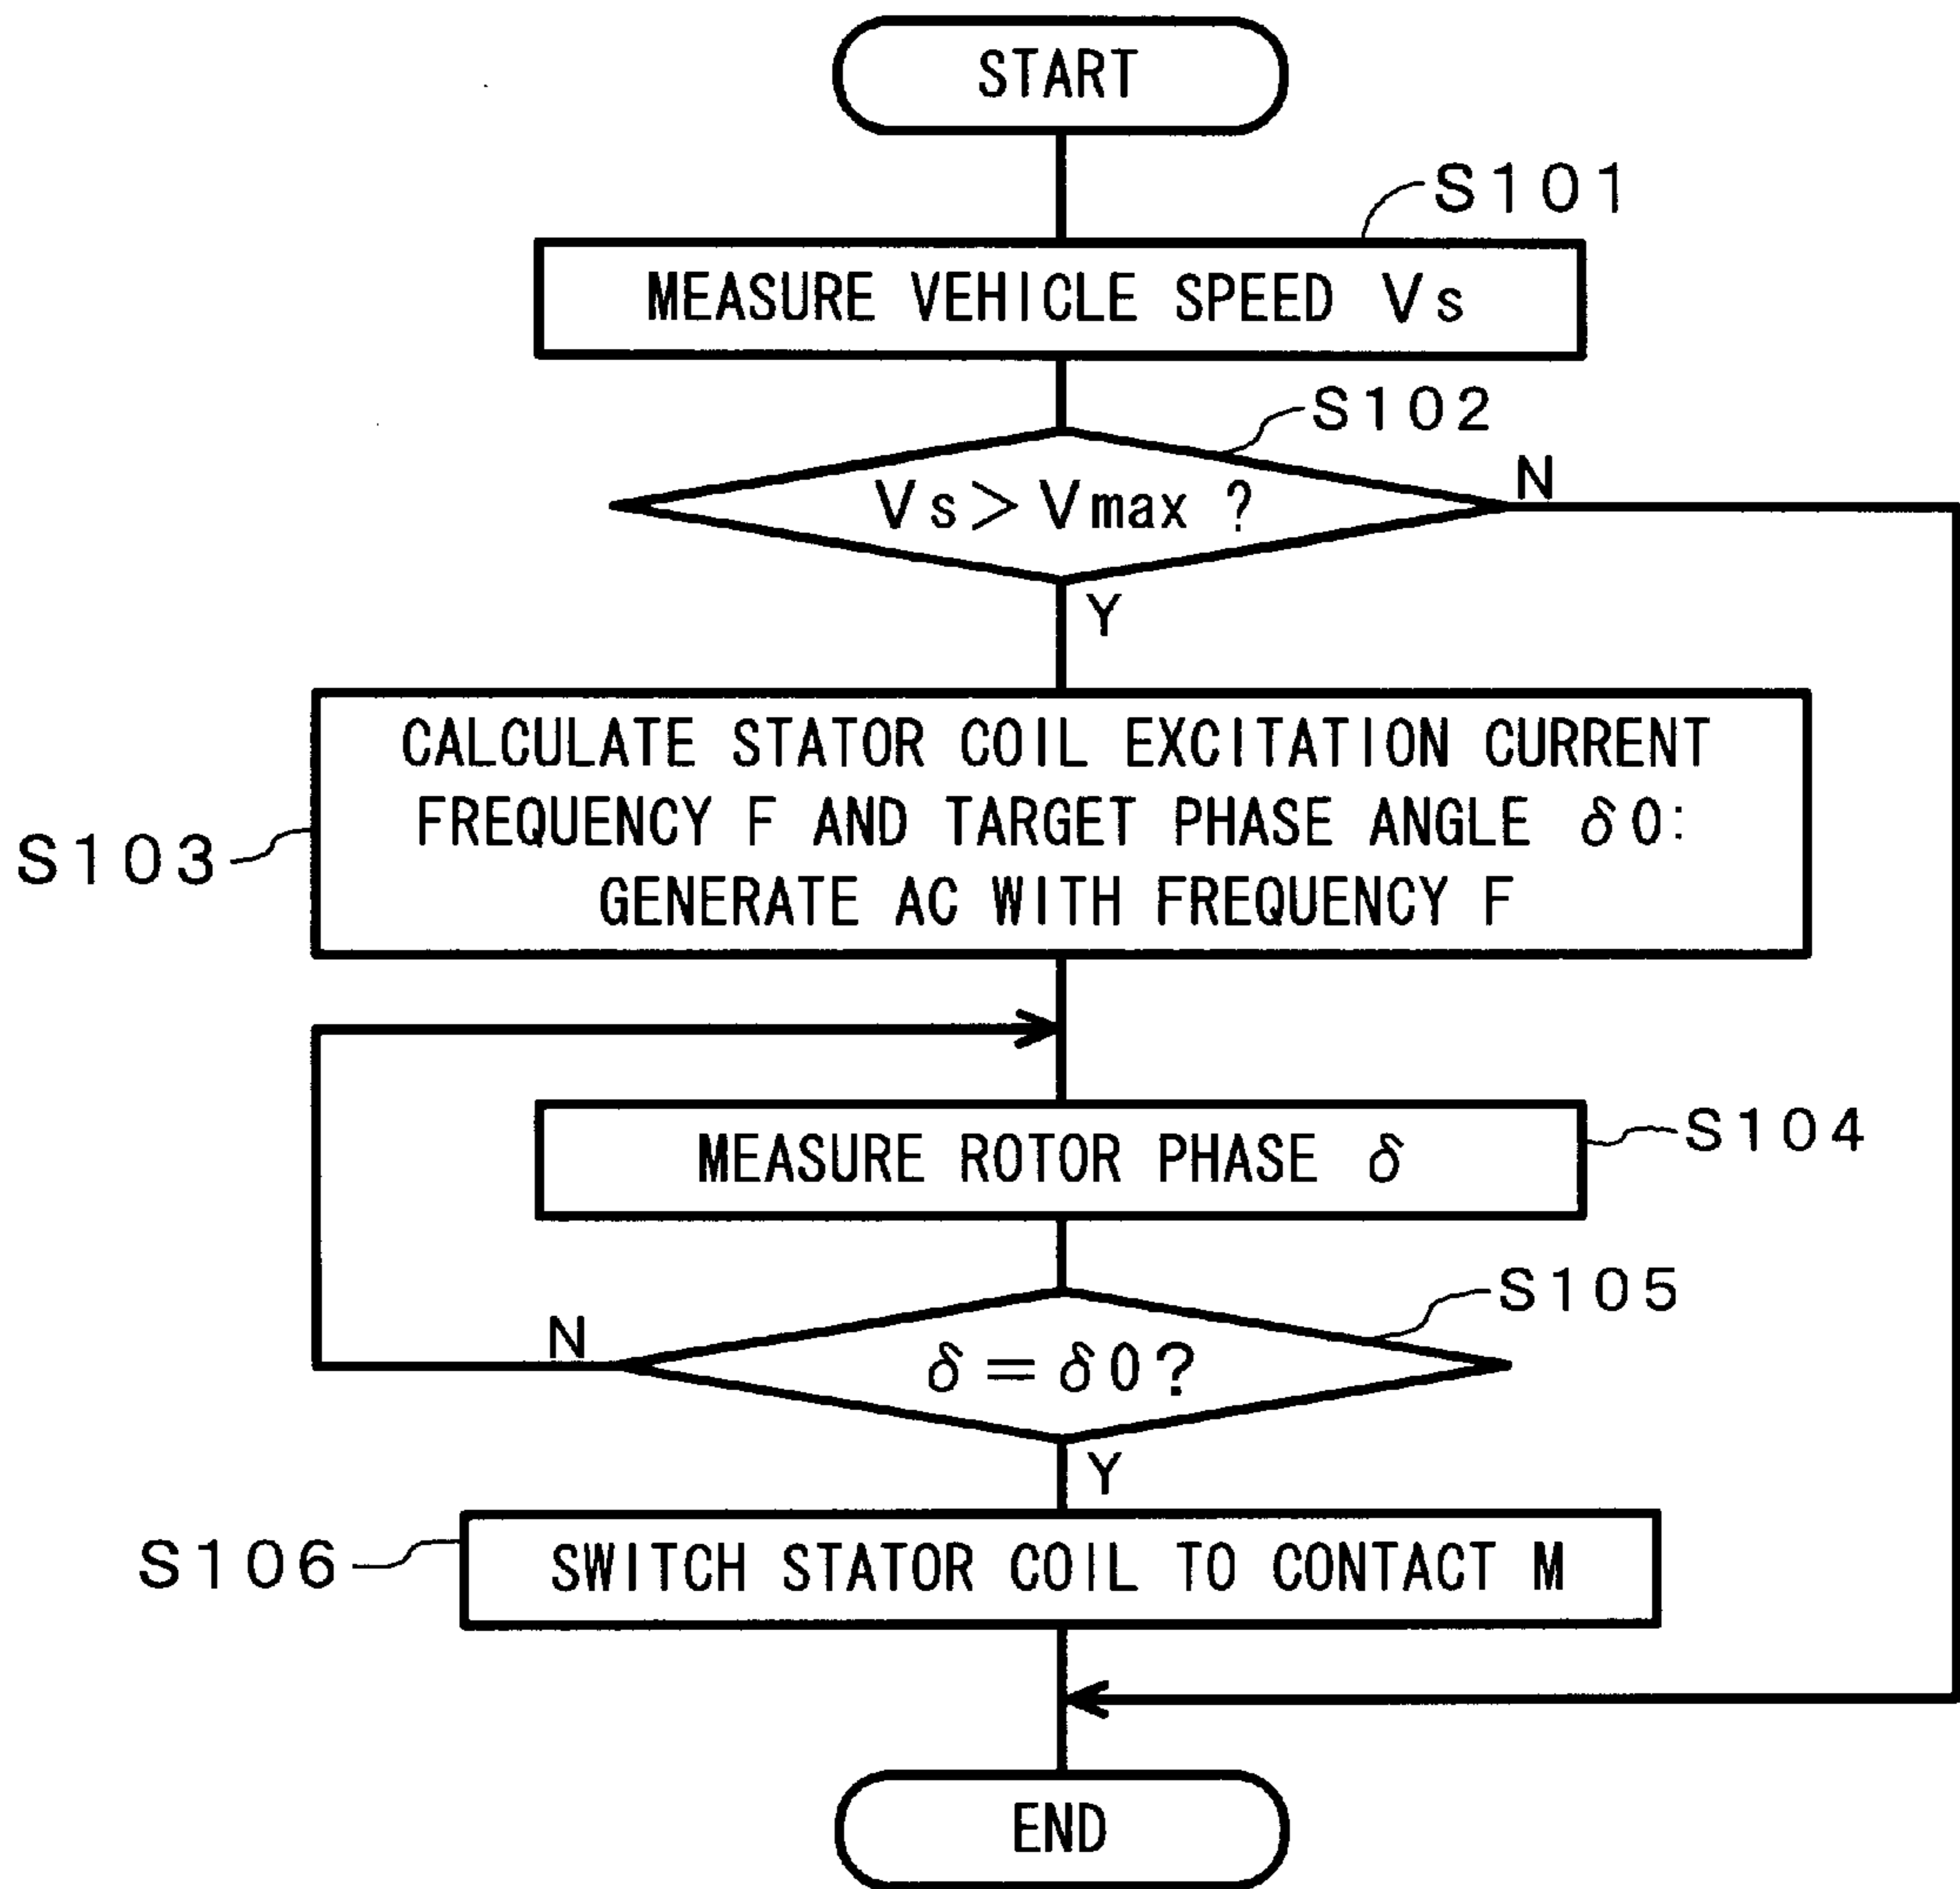 START
S101
MEASURE VEHICLE SPEED Vs
S102
Vs>Vmax ?
N
Y
CALCULATE STATOR COIL EXCITATION CURRENT
FREQUENCY F AND TARGET PHASE ANGLE δ0:
GENERATE AC WITH FREQUENCY F
S103
MEASURE ROTOR PHASE δ
S104
S105
N
δ=δ0?
Y
S106
SWITCH STATOR COIL TO CONTACT M
END